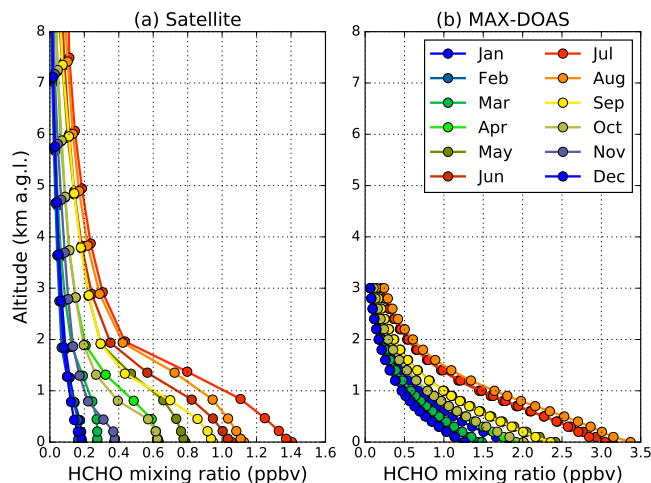 (a) Satellite
(b) MAX-DOAS
Altitude (km a.g.l.)
8
7
6
5
4
3
2
1
0
0.0 0.2 0.4 0.6 0.8 1.0 1.2 1.4 1.6
HCHO mixing ratio (ppbv)
8
7
6
5
4
3
2
1
0
0.0 0.5 1.0 1.5 2.0 2.5 3.0 3.5
HCHO mixing ratio (ppbv)
Jan
Feb
Mar
Apr
May
Jun
Jul
Aug
Sep
Oct
Nov
Dec